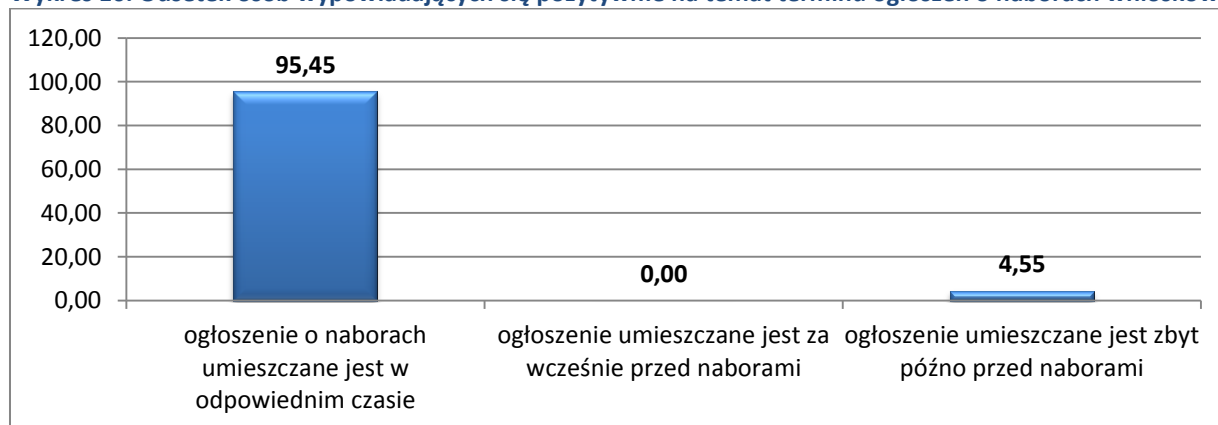 120,00
100,00
80,00
60,00
40,00
20,00
0,00
95,45
0,00
4,55
ogłoszenie o naborach
umieszczane jest w
odpowiednim czasie
ogłoszenie umieszczane jest za
wcześnie przed naborami
ogłoszenie umieszczane jest zbyt
późno przed naborami